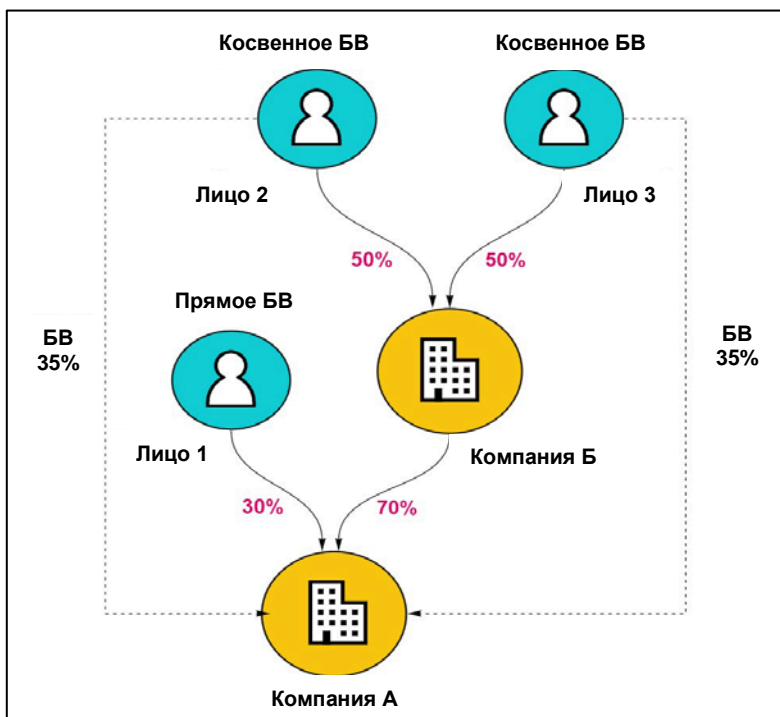 Косвенное БВ
Косвенное БВ
Лицо 2
Лицо 3
50%
50%
Прямое БВ
БВ
35%
БВ
35%
Лицо 1
Компания Б
30%
70%
Компания А